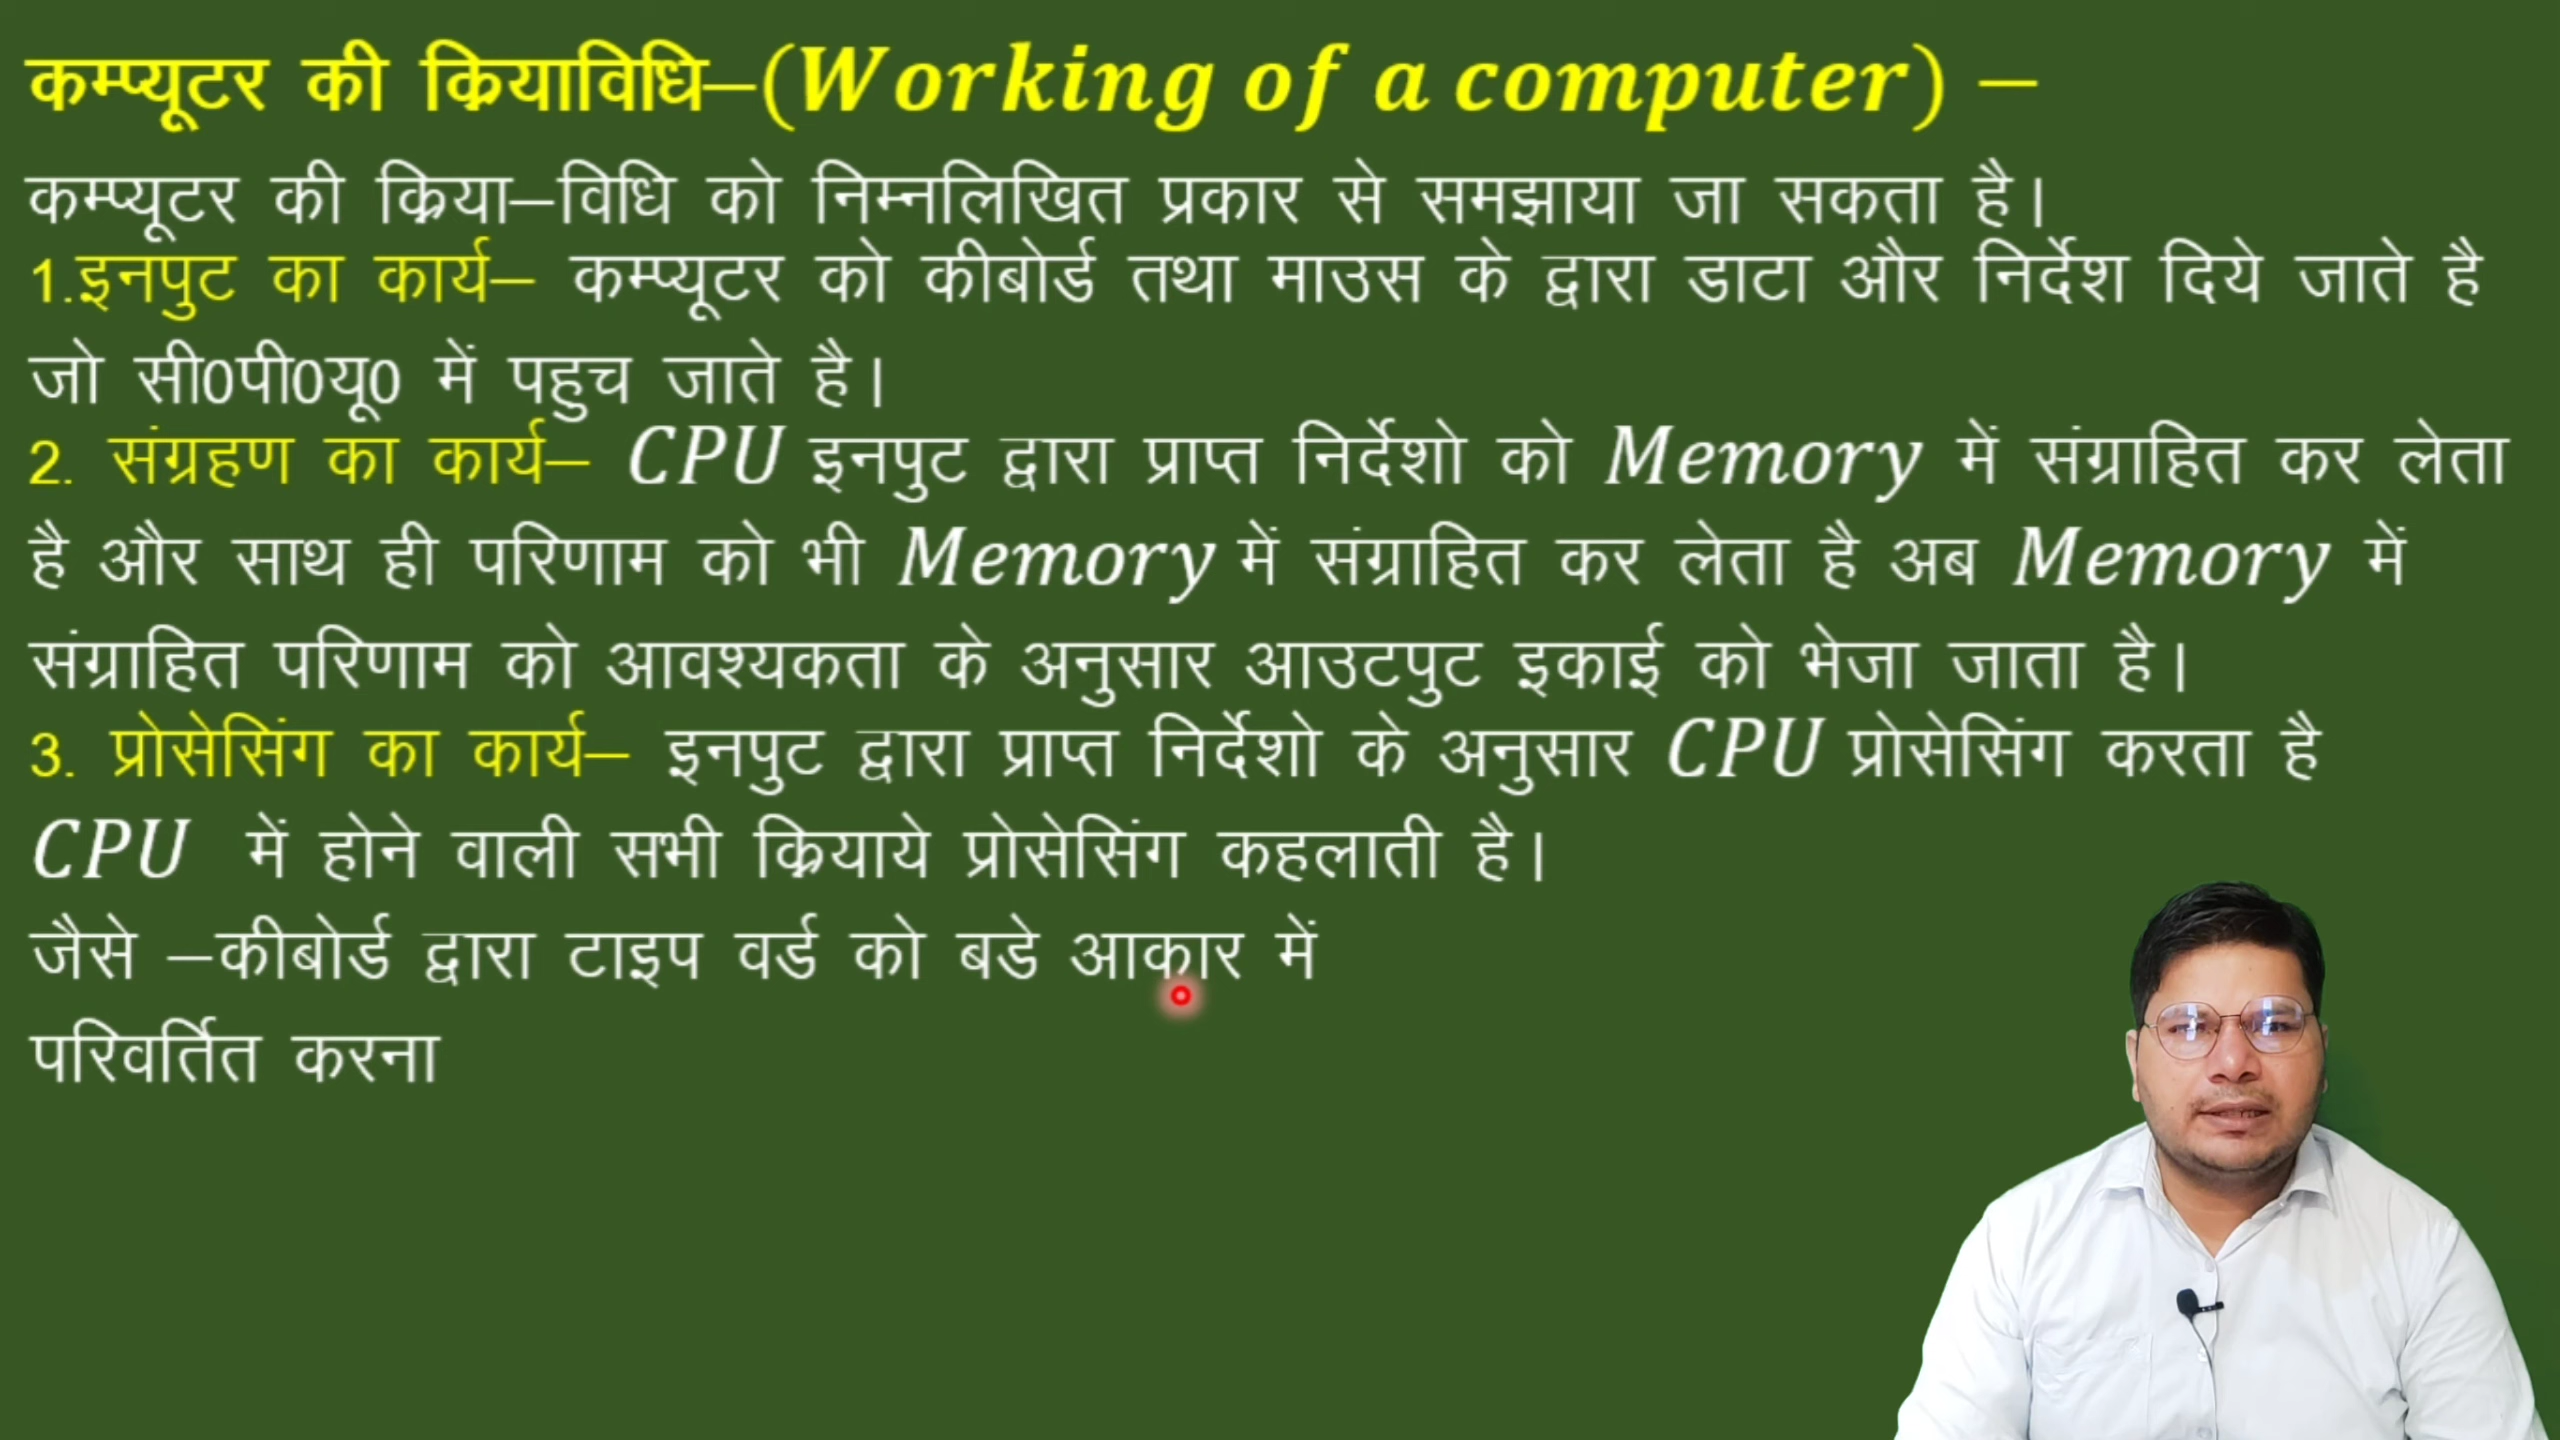 कम्प्यूटर की क्रियाविधि–(Working of a computer) –
कम्प्यूटर की क्रिया–विधि को निम्नलिखित प्रकार से समझाया जा सकता है।
1.इनपुट का कार्य– कम्प्यूटर को कीबोर्ड तथा माउस के द्वारा डाटा और निर्देश दिये जाते है
जो सी0पी0यू0 में पहुच जाते है।
2. संग्रहण का कार्य– CPU इनपुट द्वारा प्राप्त निर्देशो को Memory में संग्राहित कर लेता
है और साथ ही परिणाम को भी Memory में संग्राहित कर लेता है अब Memory में
संग्राहित परिणाम को आवश्यकता के अनुसार आउटपुट इकाई को भेजा जाता है।
3. प्रोसेसिंग का कार्य– इनपुट द्वारा प्राप्त निर्देशो के अनुसार CPU प्रोसेसिंग करता है
CPU में होने वाली सभी क्रियाये प्रोसेसिंग कहलाती है।
जैसे –कीबोर्ड द्वारा टाइप वर्ड को बडे आकार में
परिवर्तित करना